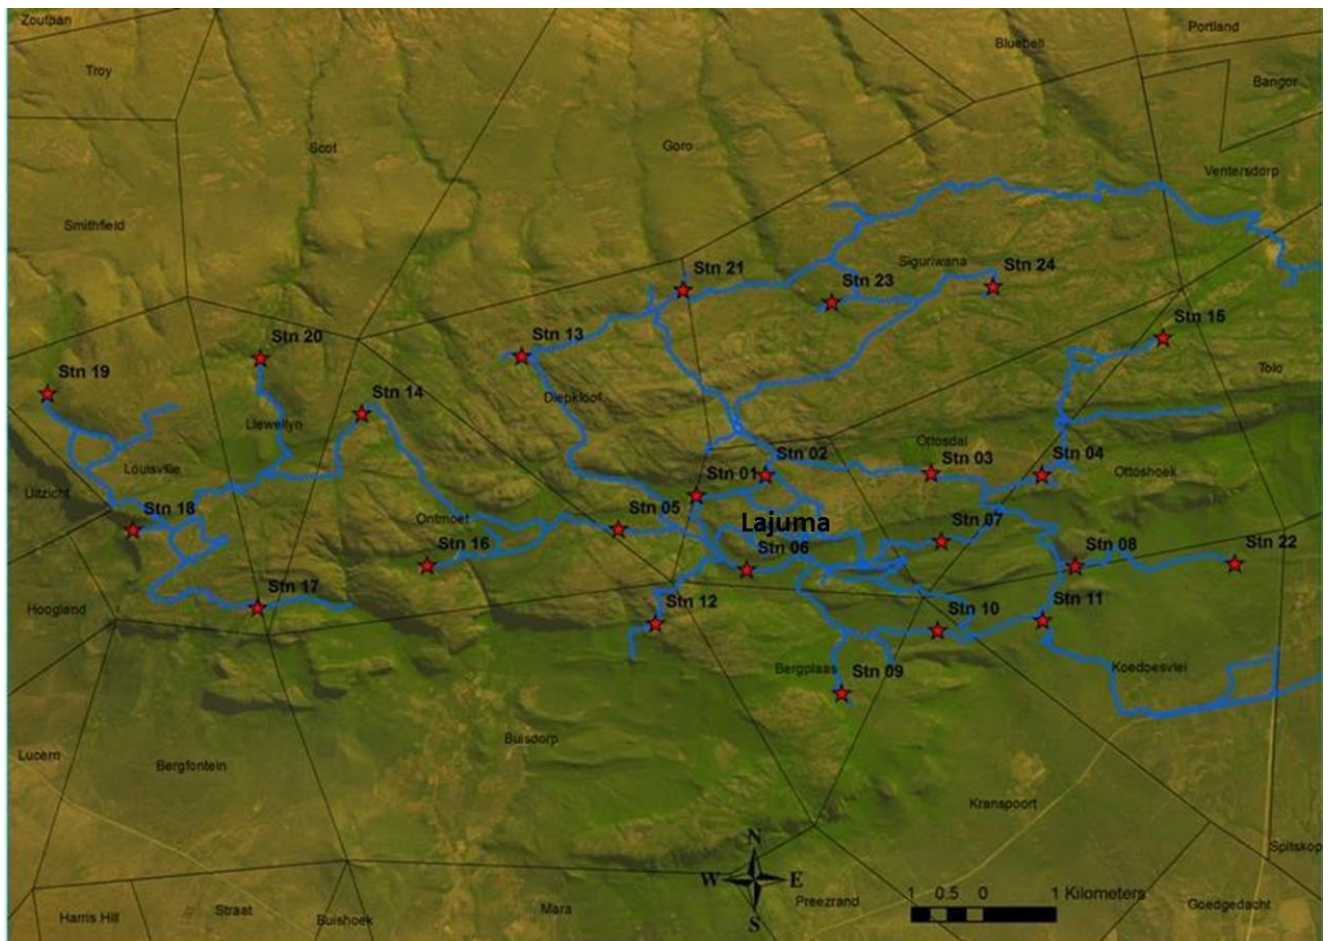 Zoutpan
Portland
Bluebell
Troy
Bangor
Scot
Goro
Ventersdorp
Smithfield
Siguriwana
Stn 21
Stn 24
Stn 23
Stn 15
Stn 20
Stn 13
Stn 19
Tolo
Stn 14
Diepkloof
Llewellyn
Ottosdal
Stn 02
Stn 03
Stn 04
Louisville
Stn 01
Ottoshoek
Uitzicht
Stn 18
Stn 05
Ontmoet
Lajuma
Stn 07
Stn 16
Stn 06
Stn 08
Stn 22
Stn 17
Hoogland
Stn 12
Stn 10
Stn 11
Bergplaas
Stn 09
Koedoesvlei
Buisdorp
Lucern
Bergfontein
Kranspoort
N
Spitskop
W E
1 0.5 0 1 Kilometers
Preezrand
Goedgedacht
Harris Hill
Straat
Buishoek
Mara
S